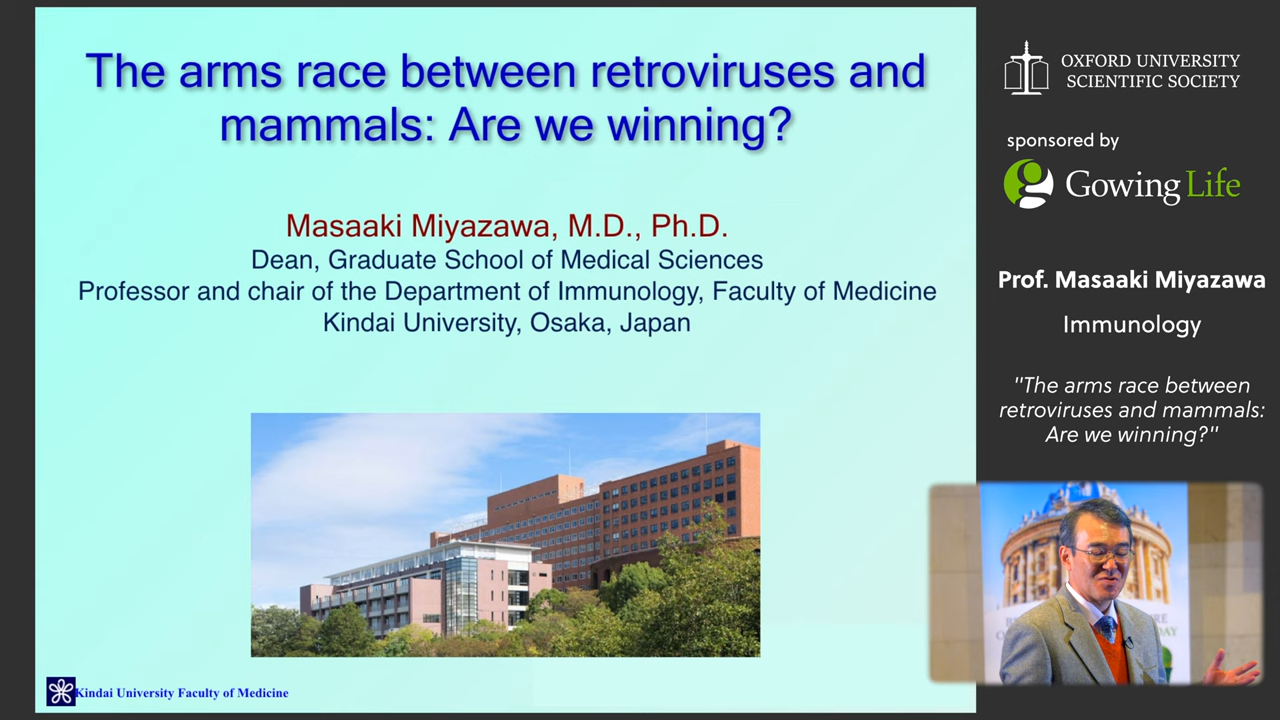 The arms race between retroviruses and
mammals: Are we winning?
Masaaki Miyazawa, M.D., Ph.D.
Dean, Graduate School of Medical Sciences
Professor and chair of the Department of Immunology, Faculty of Medicine
Kindai University, Osaka, Japan
Kindai University Faculty of Medicine
OXFORD UNIVERSITY
SCIENTIFIC SOCIETY
sponsored by
Gowing Life
Prof. Masaaki Miyazawa
Immunology
"The arms race between
retroviruses and mammals:
Are we winning?"